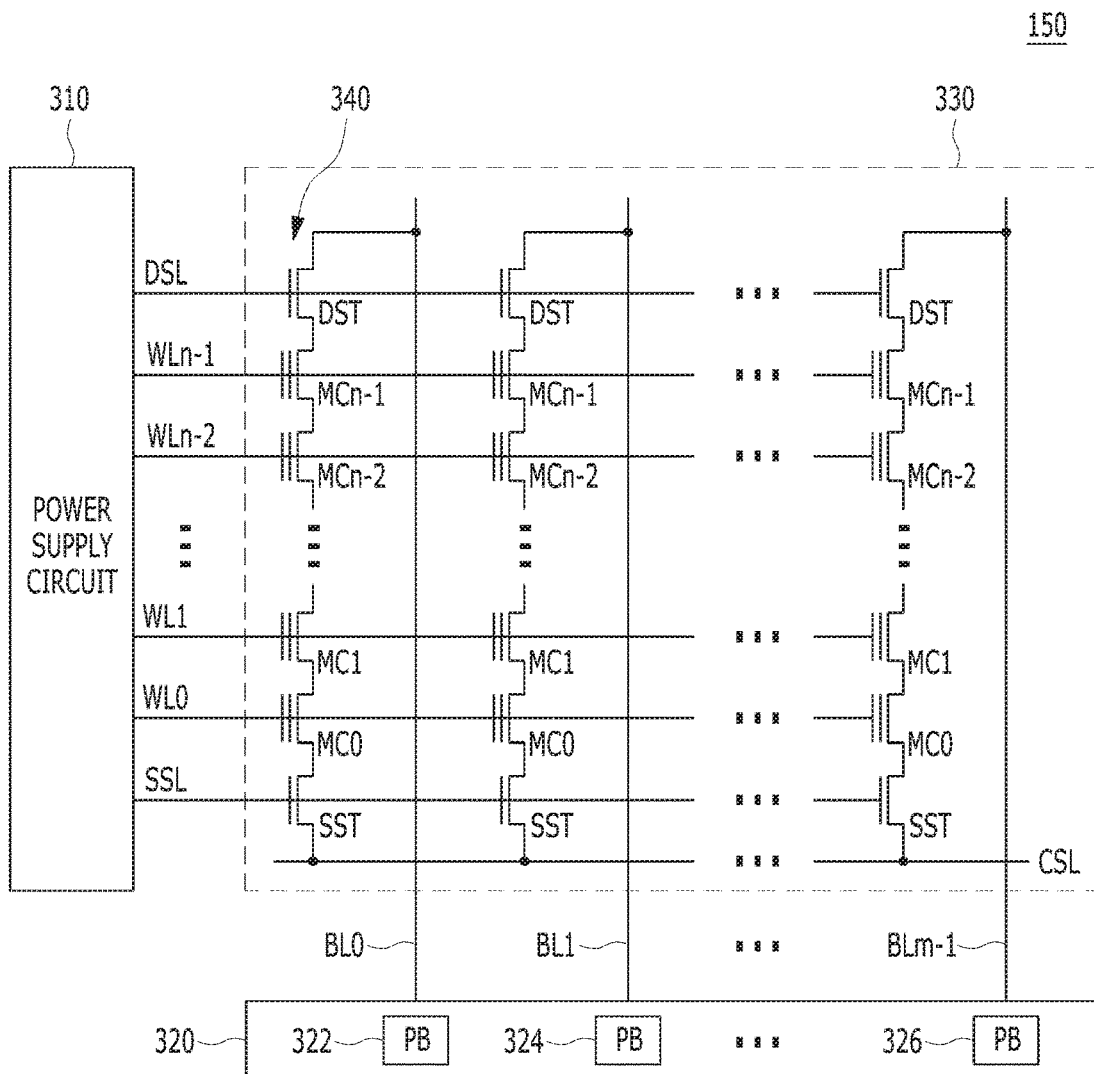 150
310
340
330
DSL
DST
DST
DST
WLn-1
MCn-1
MCn-1
MCn-1
WLn-2
MCn-2
MCn-2
MCn-2
POWER
SUPPLY
CIRCUIT
WL1
MC1
MC1
MC1
WL0
MC0
MC0
MC0
SSL
SST
SST
SST
CSL
BL0
BL1
BLm-1
320
322
PB
324
PB
326
PB